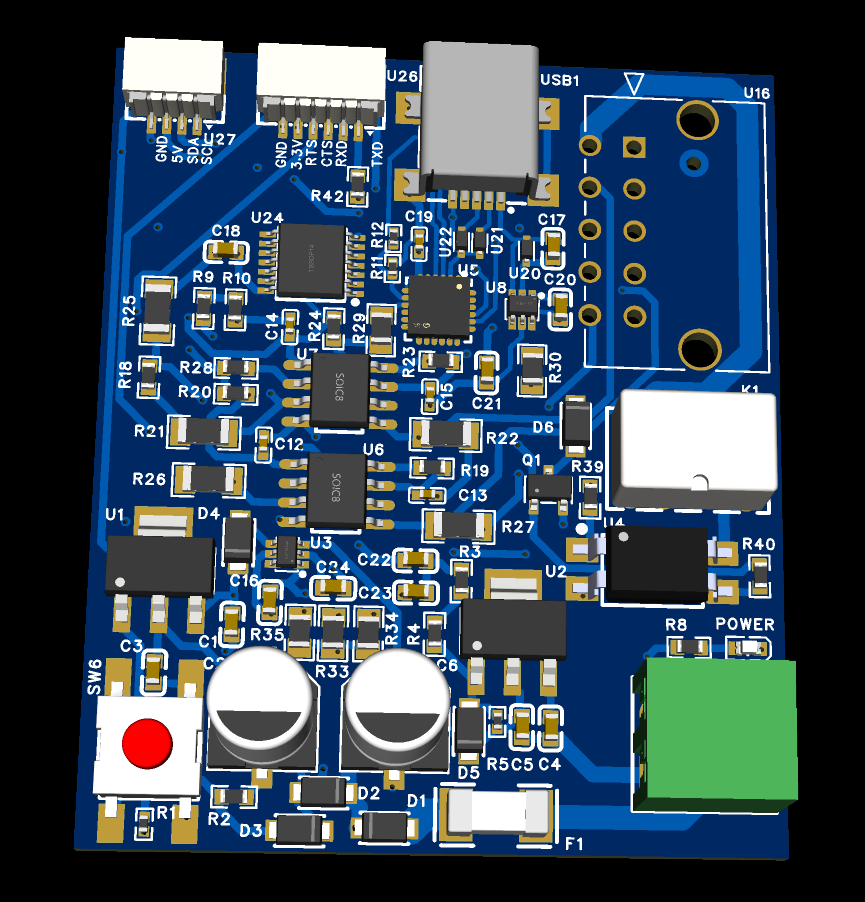 U26
USB1
U16
U27
GND
5V
SDA
SCL
GND
3.3V
RTS
CTS
RXD
TXD
R42
U24
C18
R12
R11
C19
U22
U21
C17
U20
U5
U8
C20
R25
R9
R10
C14
R24
R29
U7
SOIC8
R23
R30
R18
R28
R20
C15
C21
K1
R21
C12
R22
D6
R26
U6
SOIC8
R19
C13
Q1
R39
U1
D4
R27
U4
U3
C16
C24
C22
C23
R3
U2
R40
C1
R35
R33
R34
R4
C6
R8
POWER
C3
SW6
D5
R5
C5
C4
R1
R2
D2
D3
D1
F1